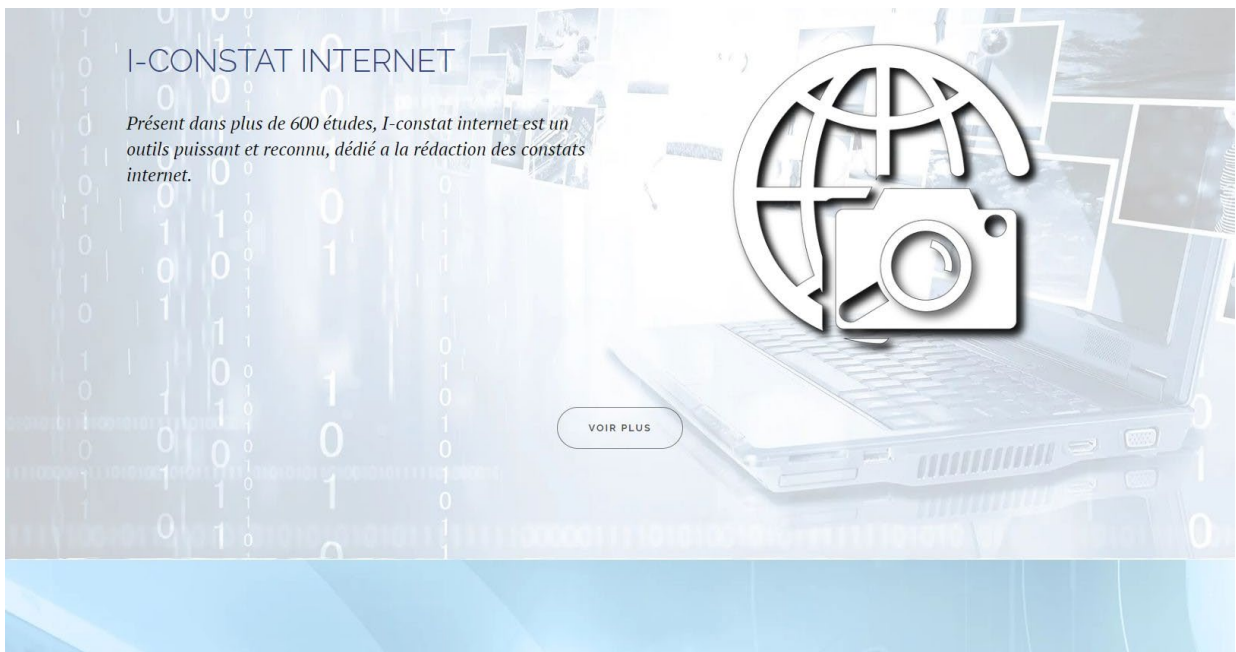 I-CONSTAT INTERNET
Présent dans plus de 600 études, I-constat internet est un
outils puissant et reconnu, dédié a la rédaction des constats
internet.
VOIR PLUS